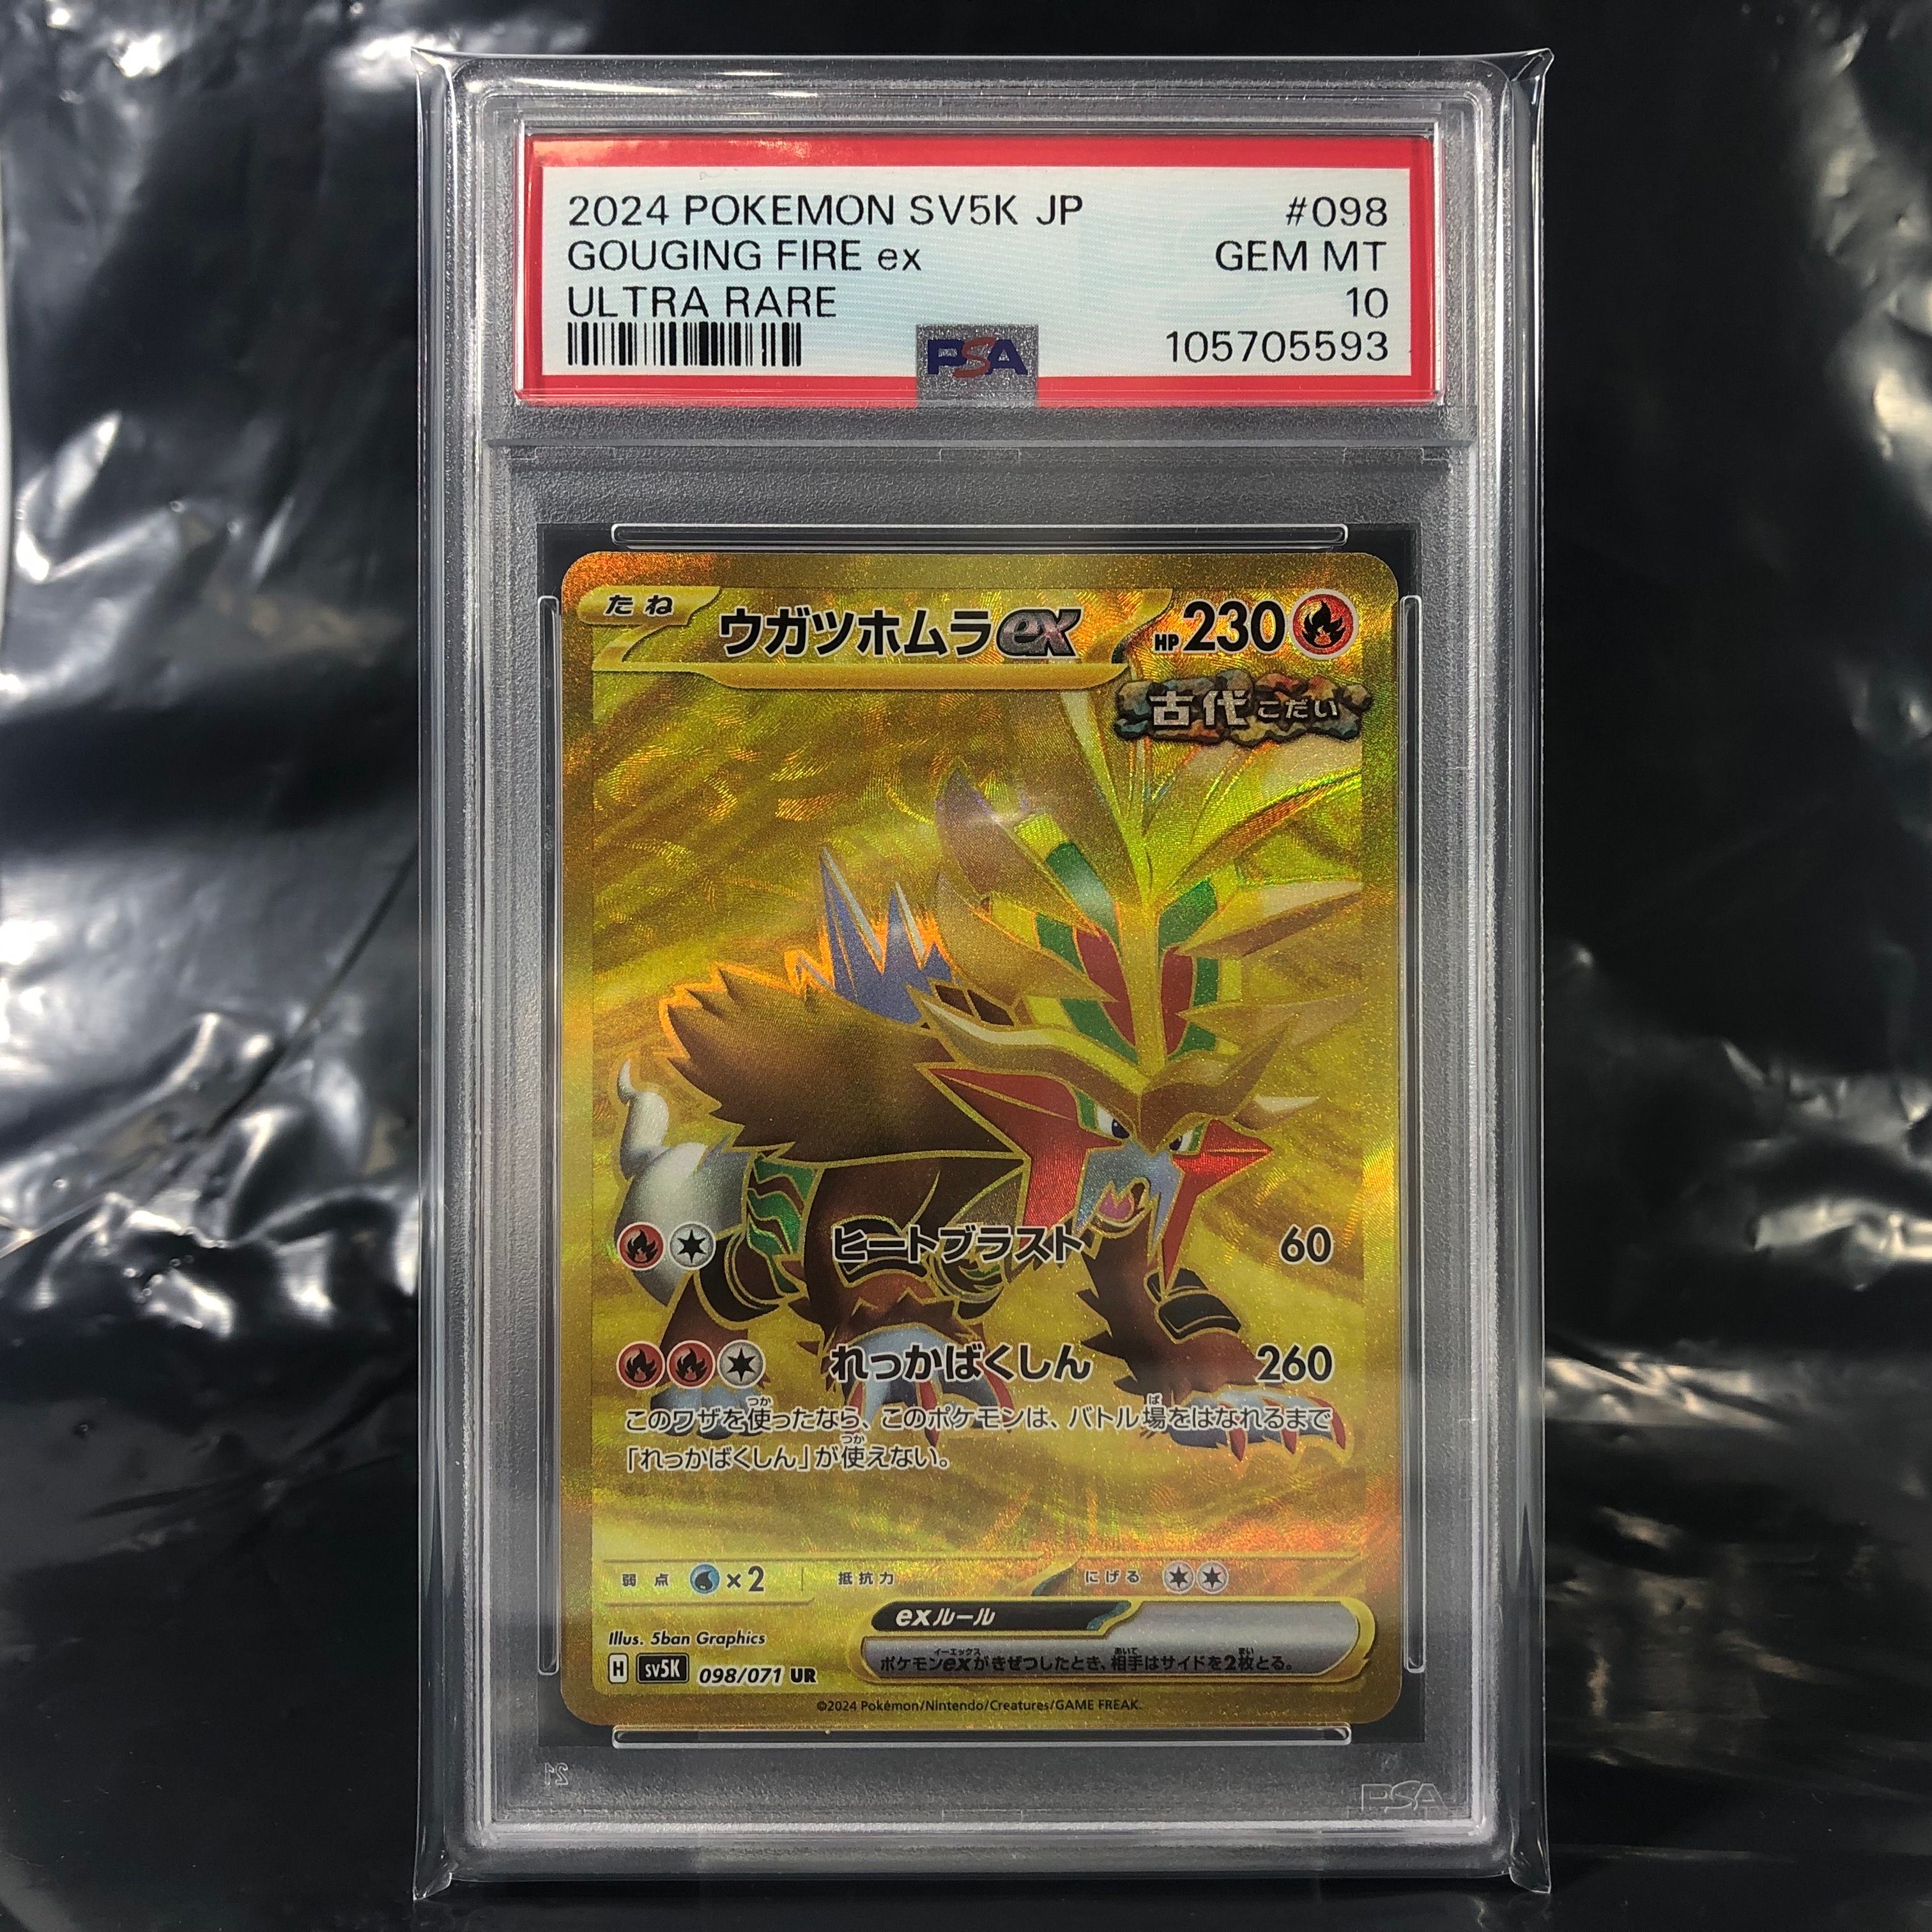 2024 POKEMON SV5K JP #098
GOUGING FIRE ex GEM MT
ULTRA RARE 10
PSA 105705593
たね ウガツホムラex HP230
古代 こだい
ヒートブラスト 60
れっかばくしん 260
このワザを使ったなら、このポケモンは、バトル場をはなれるまで
「れっかばくしん」が使えない。
弱点 ×2 抵抗力 にげる
exルール
ポケモンexがきぜつしたとき、相手はサイドを2枚とる。
Illus. 5ban Graphics
H SV5K 098/071 UR
©2024 Pokémon/Nintendo/Creatures/GAME FREAK.
21 PSA